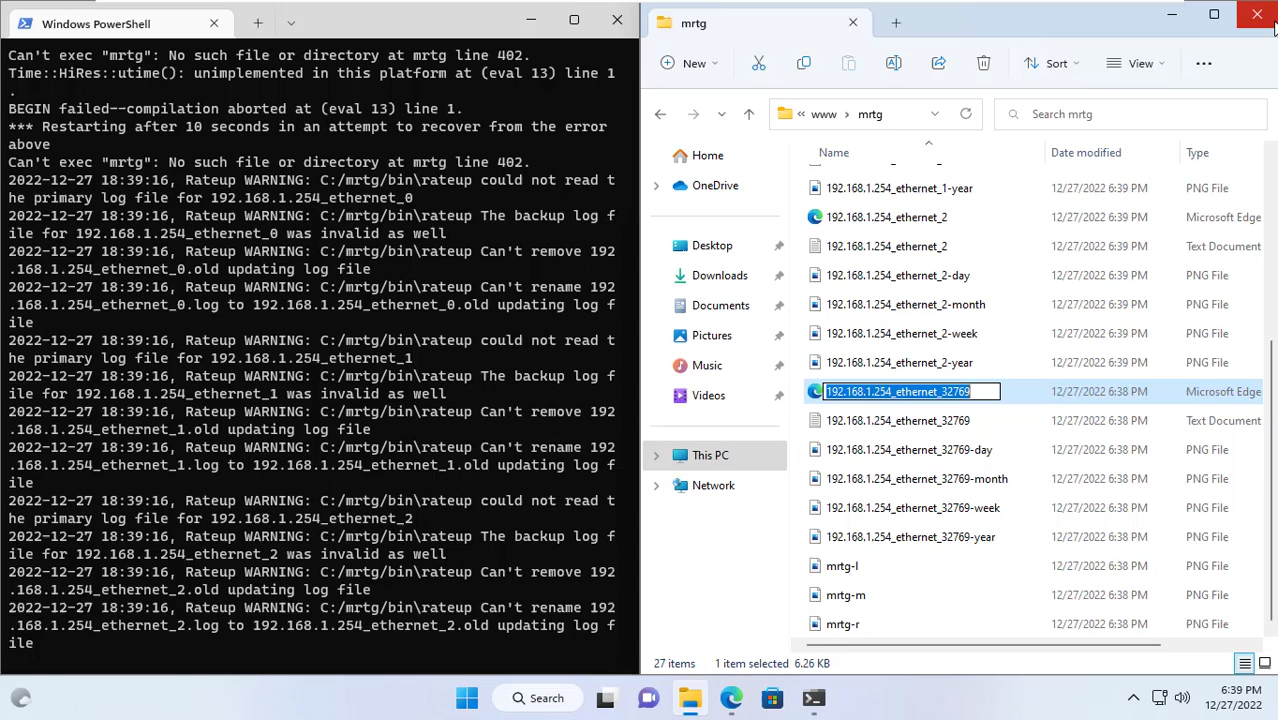 Windows PowerShell
Can't exec "mrtg": No such file or directory at mrtg line 402.
Time::HiRes::utime(): unimplemented in this platform at (eval 13) line 1
.
BEGIN failed--compilation aborted at (eval 13) line 1.
*** Restarting after 10 seconds in an attempt to recover from the error
above
Can't exec "mrtg": No such file or directory at mrtg line 402.
2022-12-27 18:39:16, Rateup WARNING: C:/mrtg/bin\rateup could not read t
he primary log file for 192.168.1.254_ethernet_0
2022-12-27 18:39:16, Rateup WARNING: C:/mrtg/bin\rateup The backup log f
ile for 192.168.1.254_ethernet_0 was invalid as well
2022-12-27 18:39:16, Rateup WARNING: C:/mrtg/bin\rateup Can't remove 192
.168.1.254_ethernet_0.old updating log file
2022-12-27 18:39:16, Rateup WARNING: C:/mrtg/bin\rateup Can't rename 192
.168.1.254_ethernet_0.log to 192.168.1.254_ethernet_0.old updating log f
ile
2022-12-27 18:39:16, Rateup WARNING: C:/mrtg/bin\rateup could not read t
he primary log file for 192.168.1.254_ethernet_1
2022-12-27 18:39:16, Rateup WARNING: C:/mrtg/bin\rateup The backup log f
ile for 192.168.1.254_ethernet_1 was invalid as well
2022-12-27 18:39:16, Rateup WARNING: C:/mrtg/bin\rateup Can't remove 192
.168.1.254_ethernet_1.old updating log file
2022-12-27 18:39:16, Rateup WARNING: C:/mrtg/bin\rateup Can't rename 192
.168.1.254_ethernet_1.log to 192.168.1.254_ethernet_1.old updating log f
ile
2022-12-27 18:39:16, Rateup WARNING: C:/mrtg/bin\rateup could not read t
he primary log file for 192.168.1.254_ethernet_2
2022-12-27 18:39:16, Rateup WARNING: C:/mrtg/bin\rateup The backup log f
ile for 192.168.1.254_ethernet_2 was invalid as well
2022-12-27 18:39:16, Rateup WARNING: C:/mrtg/bin\rateup Can't remove 192
.168.1.254_ethernet_2.old updating log file
2022-12-27 18:39:16, Rateup WARNING: C:/mrtg/bin\rateup Can't rename 192
.168.1.254_ethernet_2.log to 192.168.1.254_ethernet_2.old updating log f
ile
mrtg
New Sort View
« www > mrtg Search mrtg
Home
OneDrive
Desktop
Downloads
Documents
Pictures
Music
Videos
This PC
Network
Name Date modified Type
192.168.1.254_ethernet_1-year 12/27/2022 6:39 PM PNG File
192.168.1.254_ethernet_2 12/27/2022 6:39 PM Microsoft Edge
192.168.1.254_ethernet_2 12/27/2022 6:39 PM Text Document
192.168.1.254_ethernet_2-day 12/27/2022 6:39 PM PNG File
192.168.1.254_ethernet_2-month 12/27/2022 6:39 PM PNG File
192.168.1.254_ethernet_2-week 12/27/2022 6:39 PM PNG File
192.168.1.254_ethernet_2-year 12/27/2022 6:39 PM PNG File
192.168.1.254_ethernet_32769 12/27/2022 6:38 PM Microsoft Edge
192.168.1.254_ethernet_32769 12/27/2022 6:38 PM Text Document
192.168.1.254_ethernet_32769-day 12/27/2022 6:38 PM PNG File
192.168.1.254_ethernet_32769-month 12/27/2022 6:38 PM PNG File
192.168.1.254_ethernet_32769-week 12/27/2022 6:38 PM PNG File
192.168.1.254_ethernet_32769-year 12/27/2022 6:38 PM PNG File
mrtg-l 12/27/2022 6:38 PM PNG File
mrtg-m 12/27/2022 6:38 PM PNG File
mrtg-r 12/27/2022 6:38 PM PNG File
27 items 1 item selected 6.26 KB
Search
6:39 PM
12/27/2022